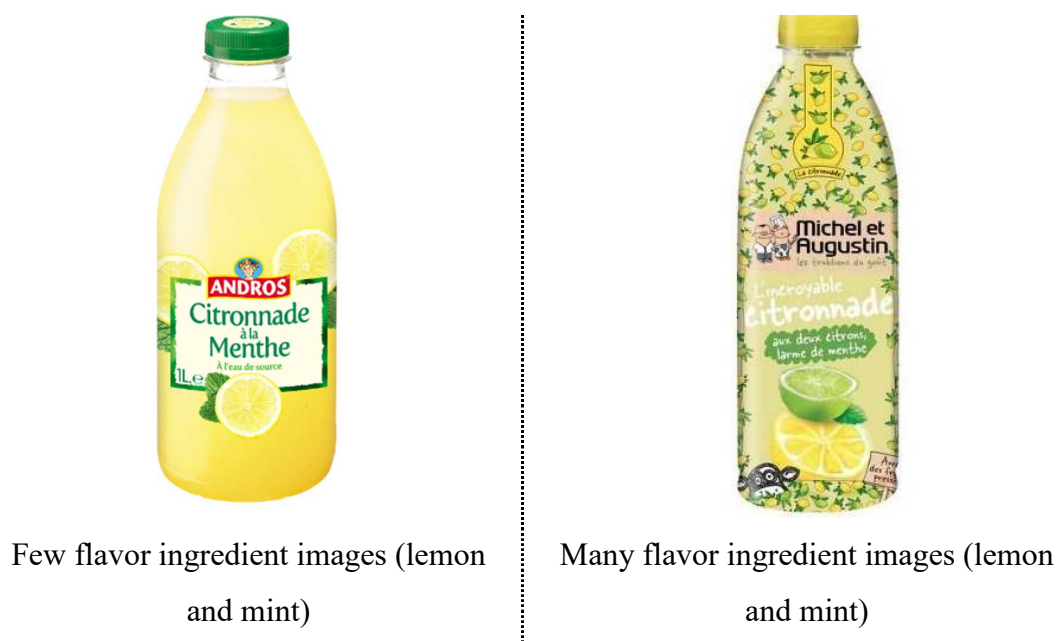 ANDROS
Citronnade
à la
Menthe
À l'eau de source
1L e
Few flavor ingredient images (lemon
and mint)
La citronnade
Michel et
Augustin
les trublions du goût
L'incroyable
citronnade
aux deux citrons,
larme de menthe
Many flavor ingredient images (lemon
and mint)